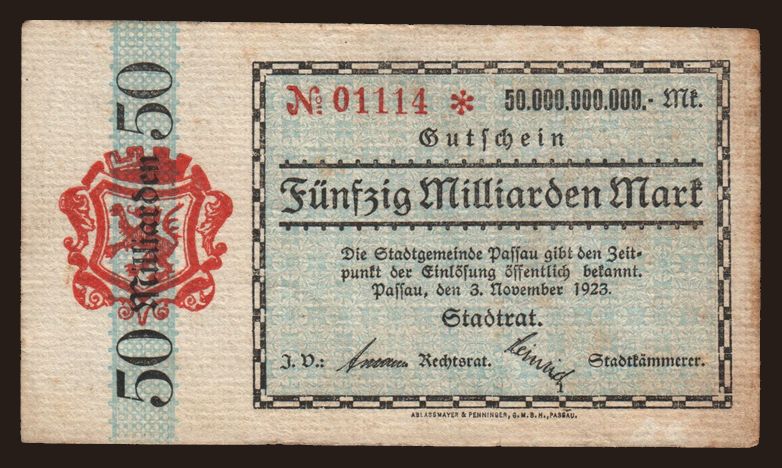 50 Milliarden 50
№ 01114 * 50.000.000.000.- Mk.
Gutschein
Fünfzig Milliarden Mark
Die Stadtgemeinde Passau gibt den Zeit-
punkt der Einlösung öffentlich bekannt.
Passau, den 3. November 1923.
Stadtrat.
J. V.: Rechtsrat. Heinrich Stadtkämmerer.
ABLASSMAYER & PENNINGER, G.M.B.H., PASSAU.